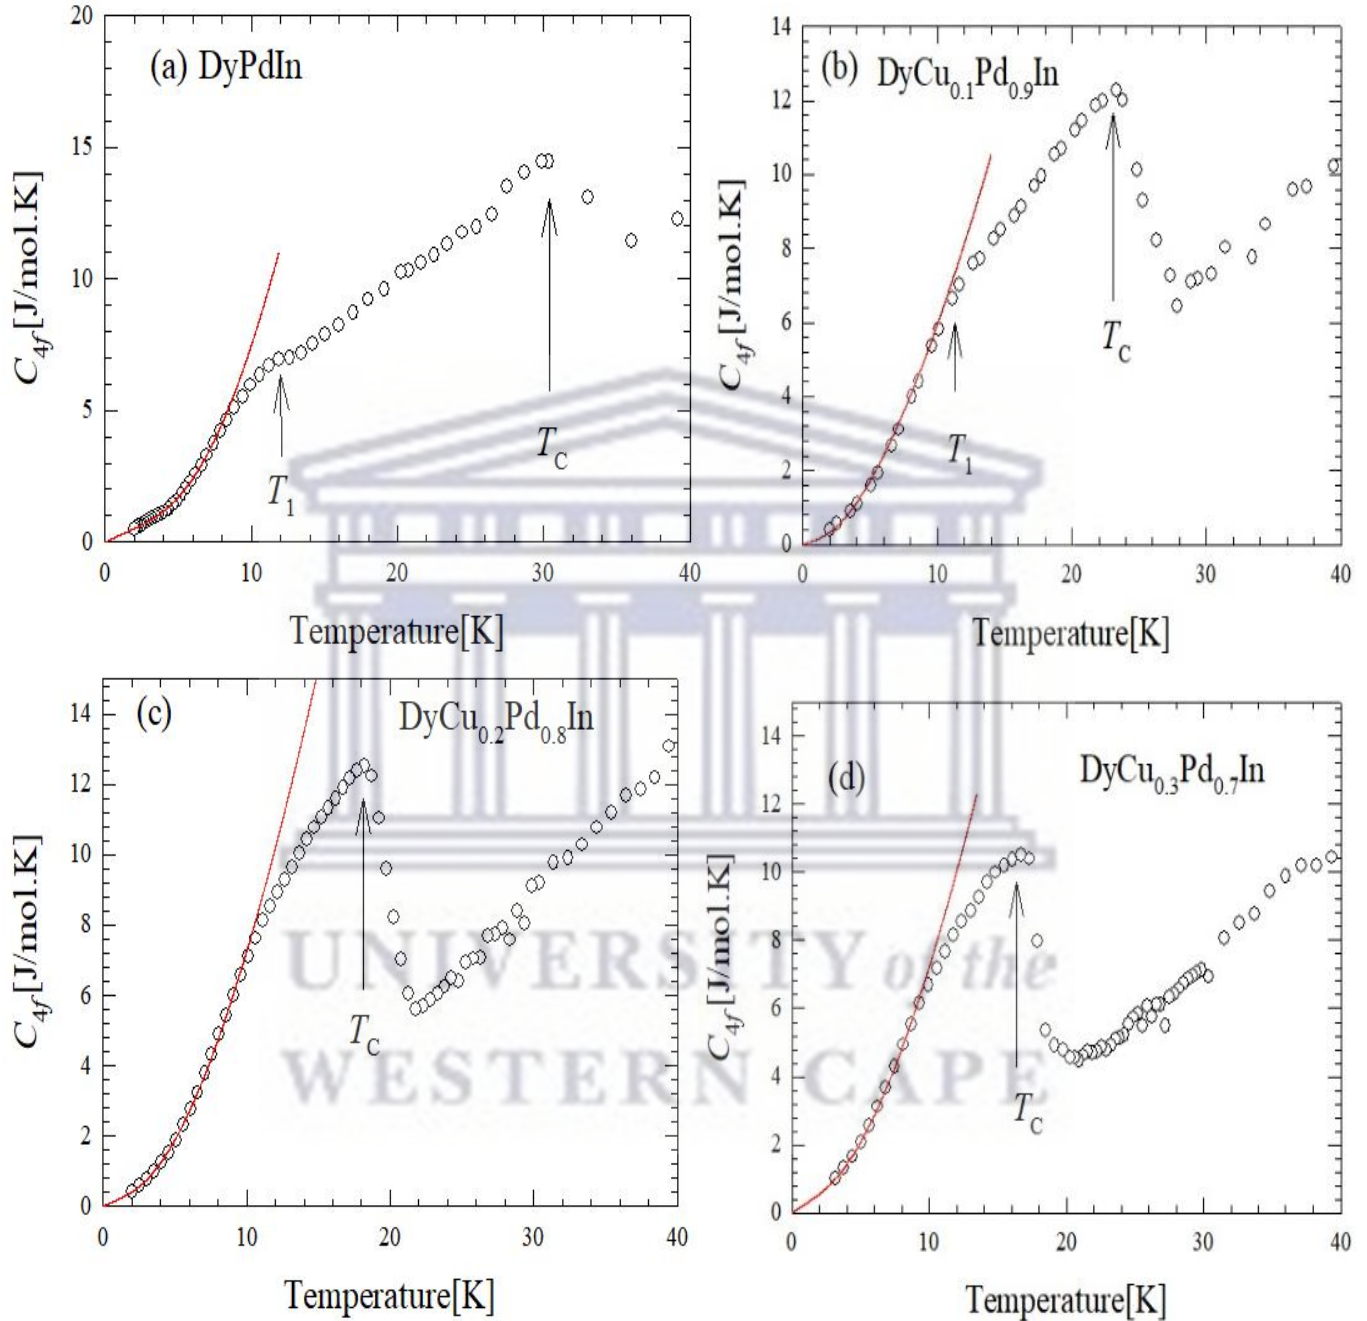 (a) DyPdIn
C4f[J/mol.K]
20
15
10
5
0
T1
TC
0 10 20 30 40
Temperature[K]
(b) DyCu0.1Pd0.9In
C4f[J/mol.K]
14
12
10
8
6
4
2
0
T1
TC
0 10 20 30 40
Temperature[K]
(c) DyCu0.2Pd0.8In
C4f[J/mol.K]
14
12
10
8
6
4
2
0
TC
0 10 20 30 40
Temperature[K]
(d) DyCu0.3Pd0.7In
C4f[J/mol.K]
14
12
10
8
6
4
2
0
TC
0 10 20 30 40
Temperature[K]
UNIVERSITY of the
WESTERN CAPE